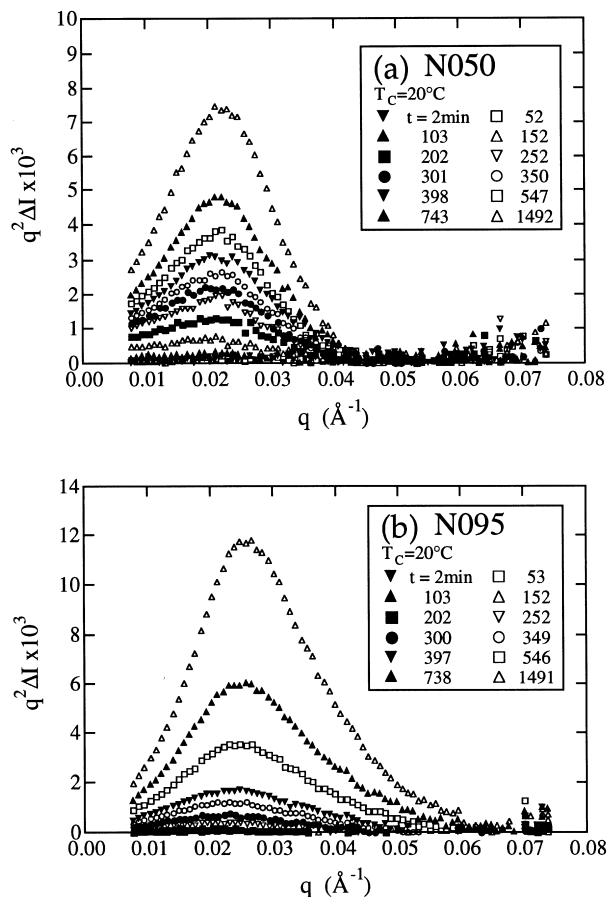 10
9
8
7
6
5
4
3
2
1
0
q²ΔI x10³
(a) N050
T_C=20°C
▼ t = 2min □ 52
▲ 103 △ 152
■ 202 ▽ 252
● 301 ○ 350
▼ 398 □ 547
▲ 743 △ 1492
0.00 0.01 0.02 0.03 0.04 0.05 0.06 0.07 0.08
q (Å⁻¹)
14
12
10
8
6
4
2
0
q²ΔI x10³
(b) N095
T_C=20°C
▼ t = 2min □ 53
▲ 103 △ 152
■ 202 ▽ 252
● 300 ○ 349
▼ 397 □ 546
▲ 738 △ 1491
0.00 0.01 0.02 0.03 0.04 0.05 0.06 0.07 0.08
q (Å⁻¹)